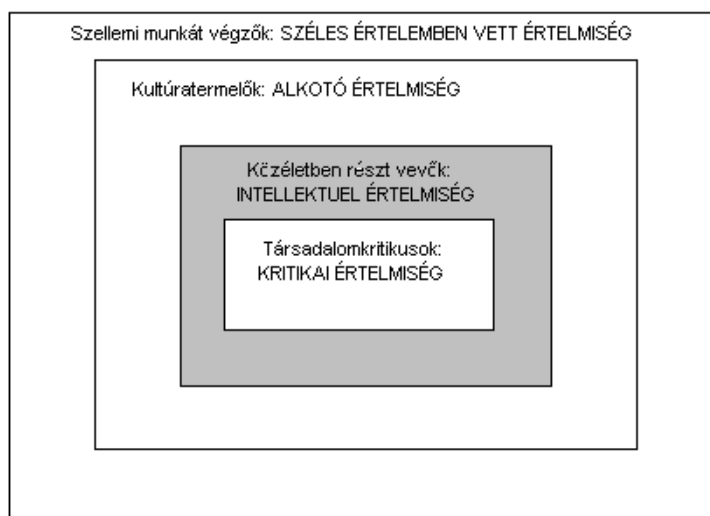 Szellemi munkát végzők: SZÉLES ÉRTELEMBEN VETT ÉRTELMISÉG
Kultúratermelők: ALKOTÓ ÉRTELMISÉG
Közéletben részt vevők:
INTELLEKTUEL ÉRTELMISÉG
Társadalomkritikusok:
KRITIKAI ÉRTELMISÉG